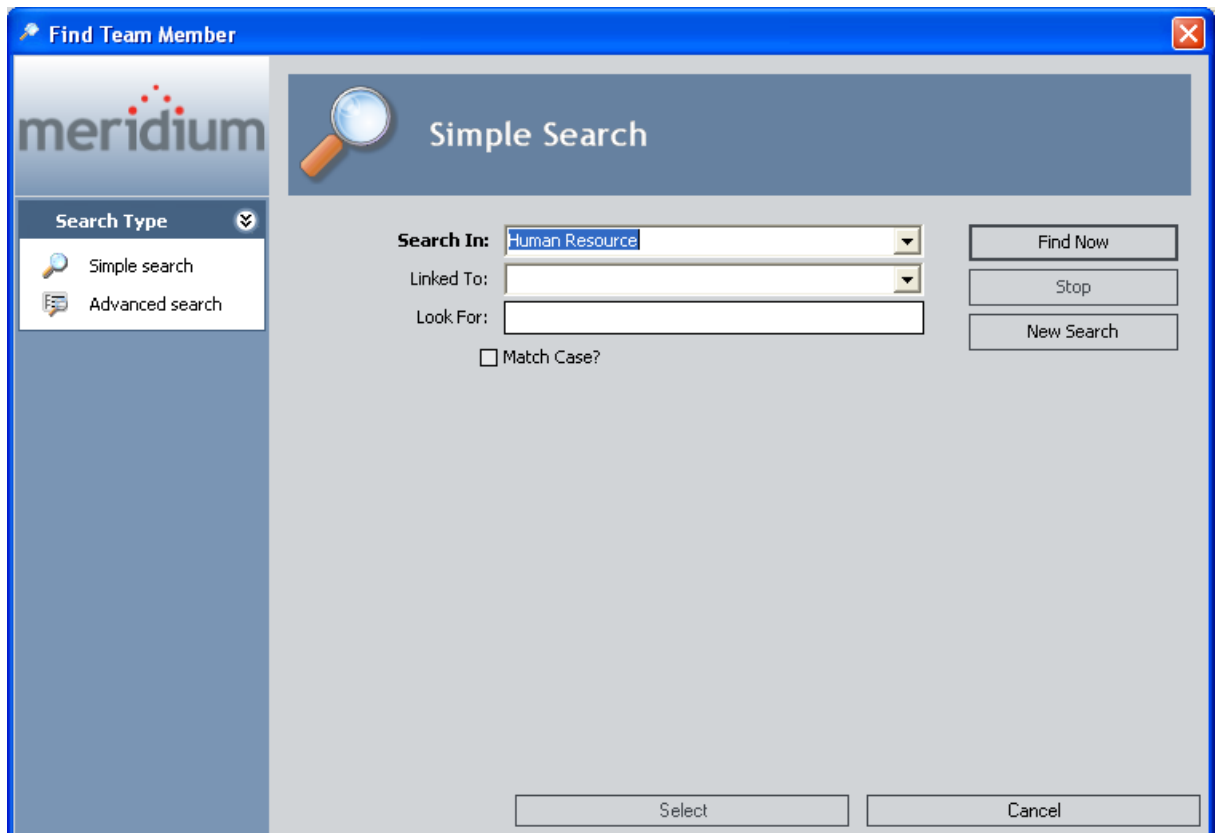 Find Team Member
meridium
Simple Search
Search Type
Simple search
Advanced search
Search In: Human Resource
Linked To:
Look For:
Match Case?
Find Now
Stop
New Search
Select
Cancel